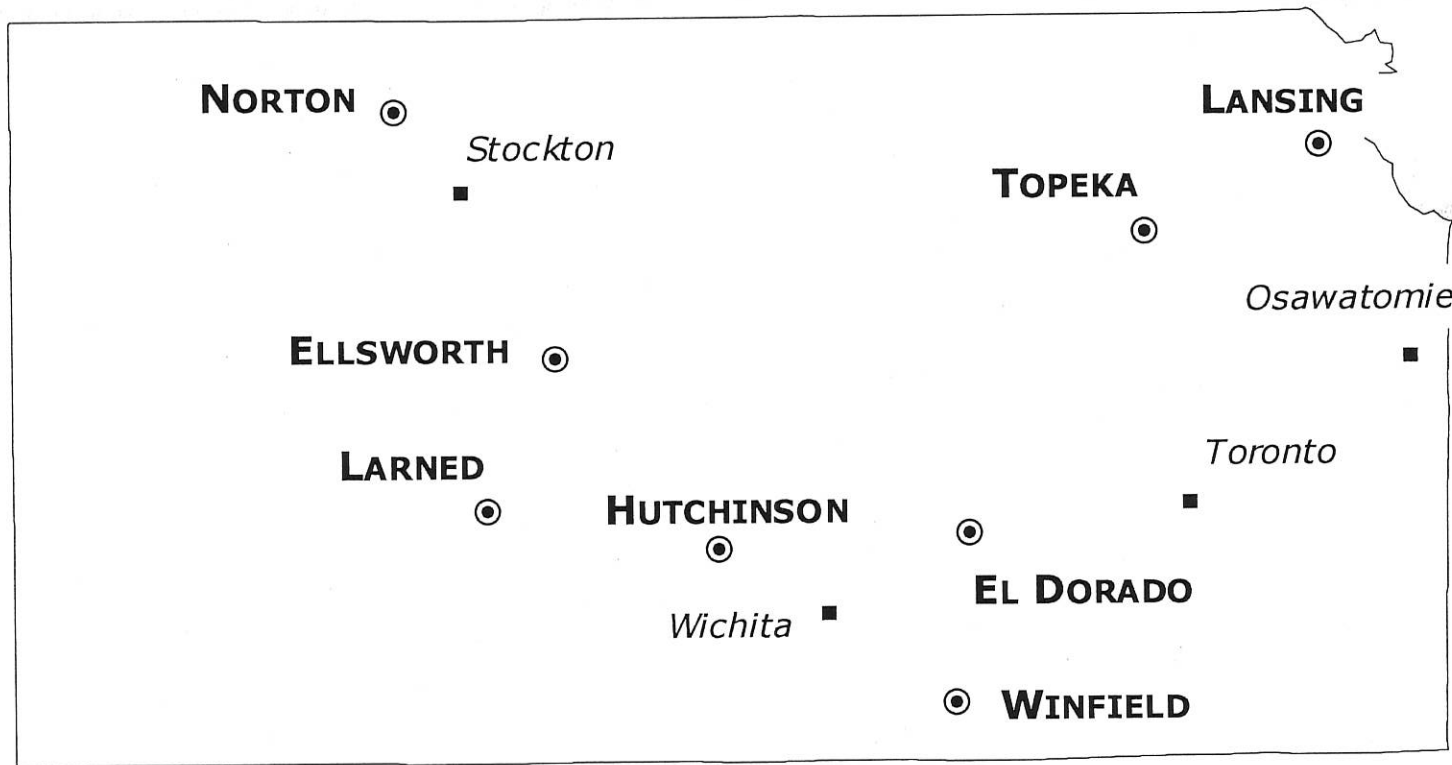 NORTON
LANSING
Stockton
TOPEKA
Osawatomie
ELLSWORTH
Toronto
LARNED
HUTCHINSON
EL DORADO
Wichita
WINFIELD